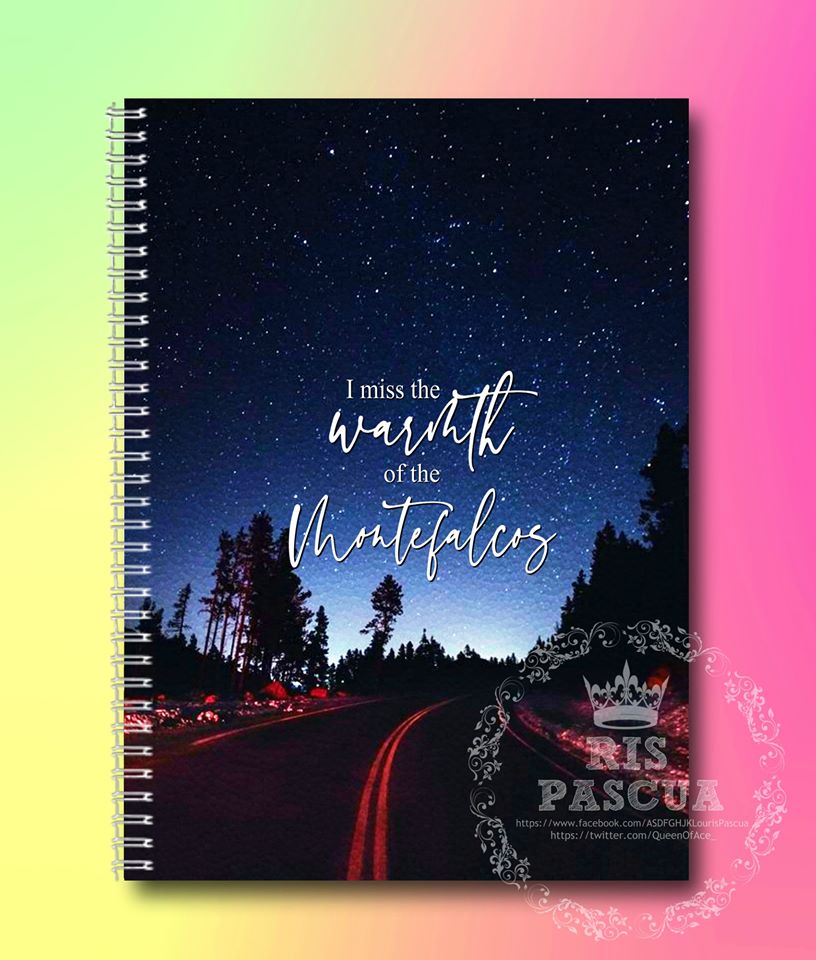 I miss the
warmth
of the
Montefalcos
RIS
PASCUA
https://www.facebook.com/ASDFGHJKLourisPascua
https://twitter.com/QueenOfAce_